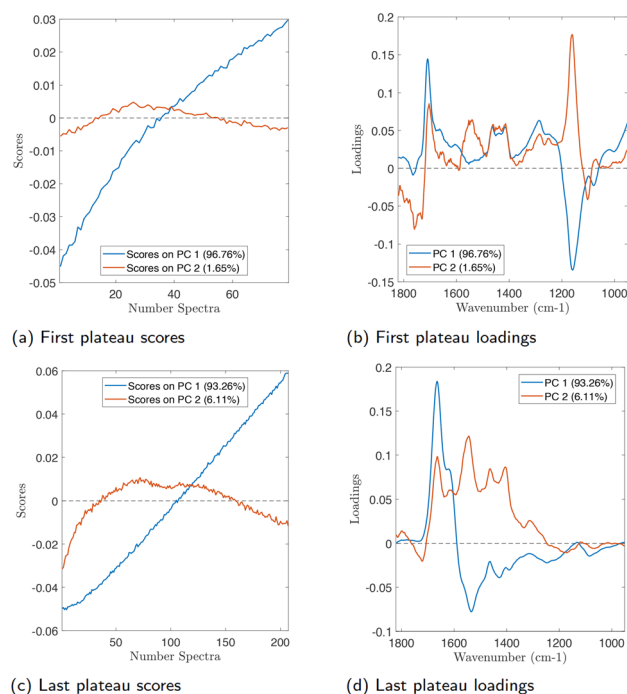 0.03
0.02
0.01
0
-0.01
-0.02
-0.03
-0.04
-0.05
Scores
Scores on PC 1 (96.76%)
Scores on PC 2 (1.65%)
20
40
60
Number Spectra
(a) First plateau scores
0.2
0.15
0.1
0.05
0
-0.05
-0.1
-0.15
Loadings
PC 1 (96.76%)
PC 2 (1.65%)
1800
1600
1400
1200
1000
Wavenumber (cm-1)
(b) First plateau loadings
0.06
0.04
0.02
0
-0.02
-0.04
-0.06
Scores
Scores on PC 1 (93.26%)
Scores on PC 2 (6.11%)
50
100
150
200
Number Spectra
(c) Last plateau scores
0.2
0.15
0.1
0.05
0
-0.05
-0.1
Loadings
PC 1 (93.26%)
PC 2 (6.11%)
1800
1600
1400
1200
1000
Wavenumber (cm-1)
(d) Last plateau loadings